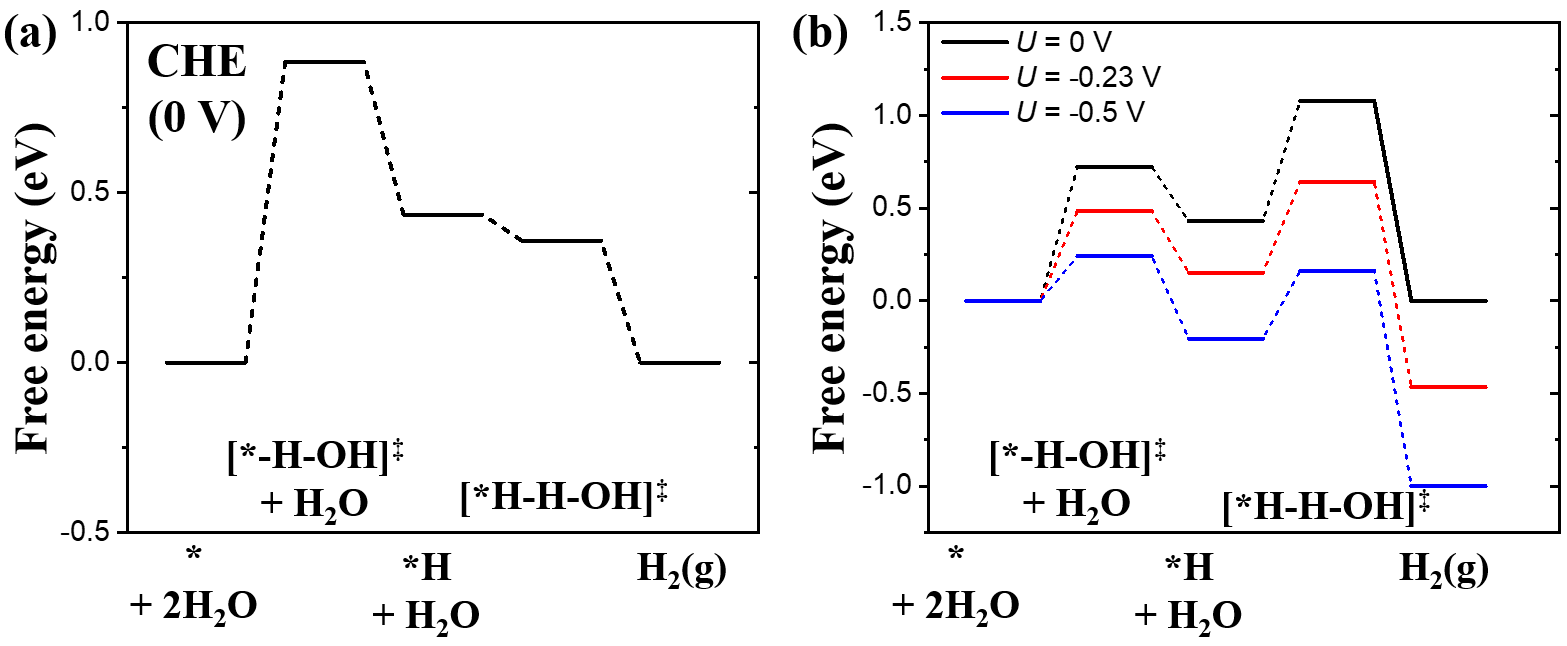 (a)
CHE
(0 V)
Free energy (eV)
1.0
0.5
0.0
-0.5
[*-H-OH]‡
+ H₂O
[*H-H-OH]‡
*
+ 2H₂O
*H
+ H₂O
H₂(g)
(b)
U = 0 V
U = -0.23 V
U = -0.5 V
Free energy (eV)
1.5
1.0
0.5
0.0
-0.5
-1.0
[*-H-OH]‡
+ H₂O
[*H-H-OH]‡
*
+ 2H₂O
*H
+ H₂O
H₂(g)